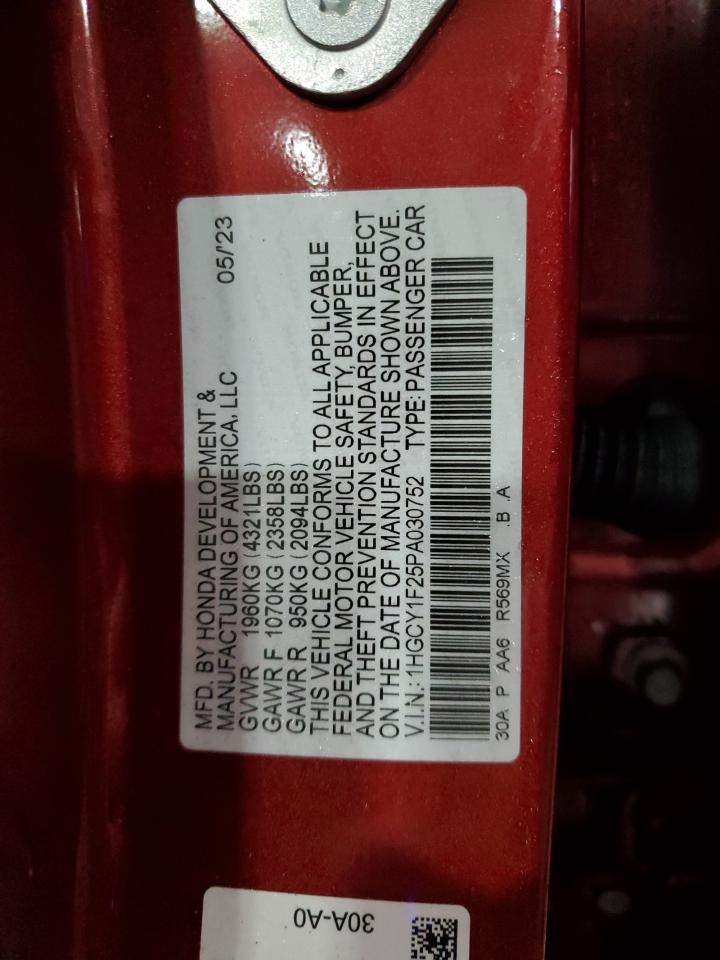 MFD. BY HONDA DEVELOPMENT &
MANUFACTURING OF AMERICA, LLC 05/'23
GVWR 1960KG (4321LBS)
GAWR F 1070KG (2358LBS)
GAWR R 950KG (2094LBS)
THIS VEHICLE CONFORMS TO ALL APPLICABLE
FEDERAL MOTOR VEHICLE SAFETY, BUMPER,
AND THEFT PREVENTION STANDARDS IN EFFECT
ON THE DATE OF MANUFACTURE SHOWN ABOVE.
V.I.N.: 1HGCY1F25PA030752 TYPE: PASSENGER CAR
30A P AA6 R569MX .B .A
30A-A0